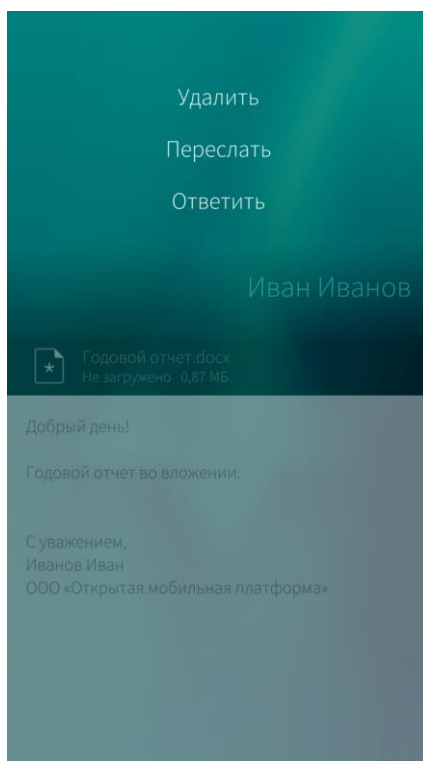 Удалить
Переслать
Ответить
Иван Иванов
Годовой отчет.docx
Не загружено 0,87 МБ
Добрый день!
Годовой отчет во вложении.
С уважением,
Иванов Иван
ООО «Открытая мобильная платформа»